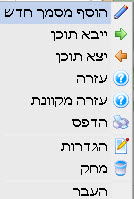 הוסף מסמך חדש
ייבא תוכן
יצא תוכן
עזרה
עזרה מקוונת
הדפס
הגדרות
מחק
העבר